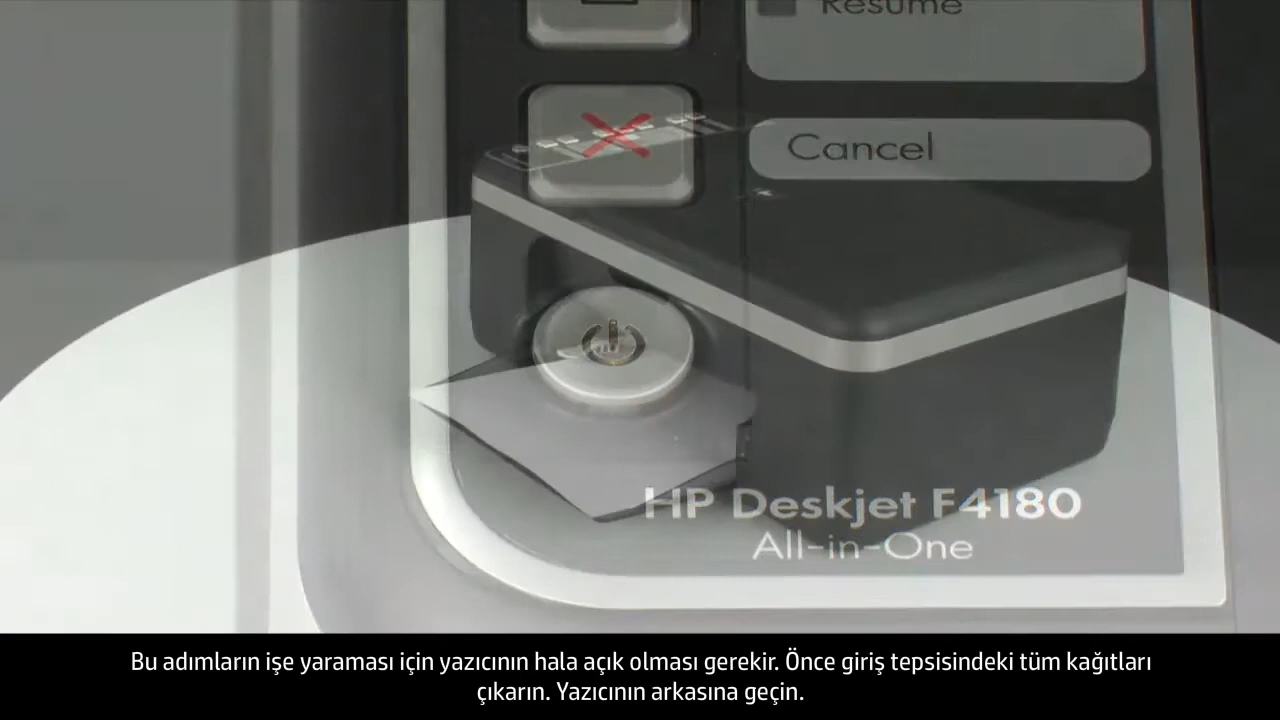 Resume
Cancel
HP Deskjet F4180
All-in-One
Bu adımların işe yaraması için yazıcının hala açık olması gerekir. Önce giriş tepsisindeki tüm kağıtları
çıkarın. Yazıcının arkasına geçin.